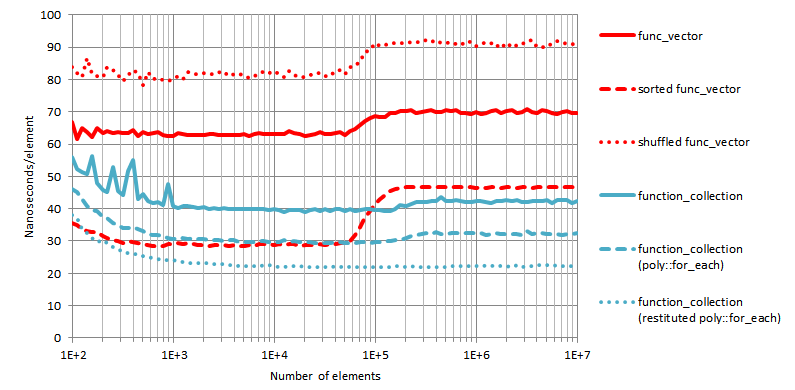 100
90
80
70
60
50
40
30
20
10
0
Nanoseconds/element
1E+2
1E+3
1E+4
1E+5
1E+6
1E+7
Number of elements
func_vector
sorted func_vector
shuffled func_vector
function_collection
function_collection
(poly::for_each)
function_collection
(restituted poly::for_each)